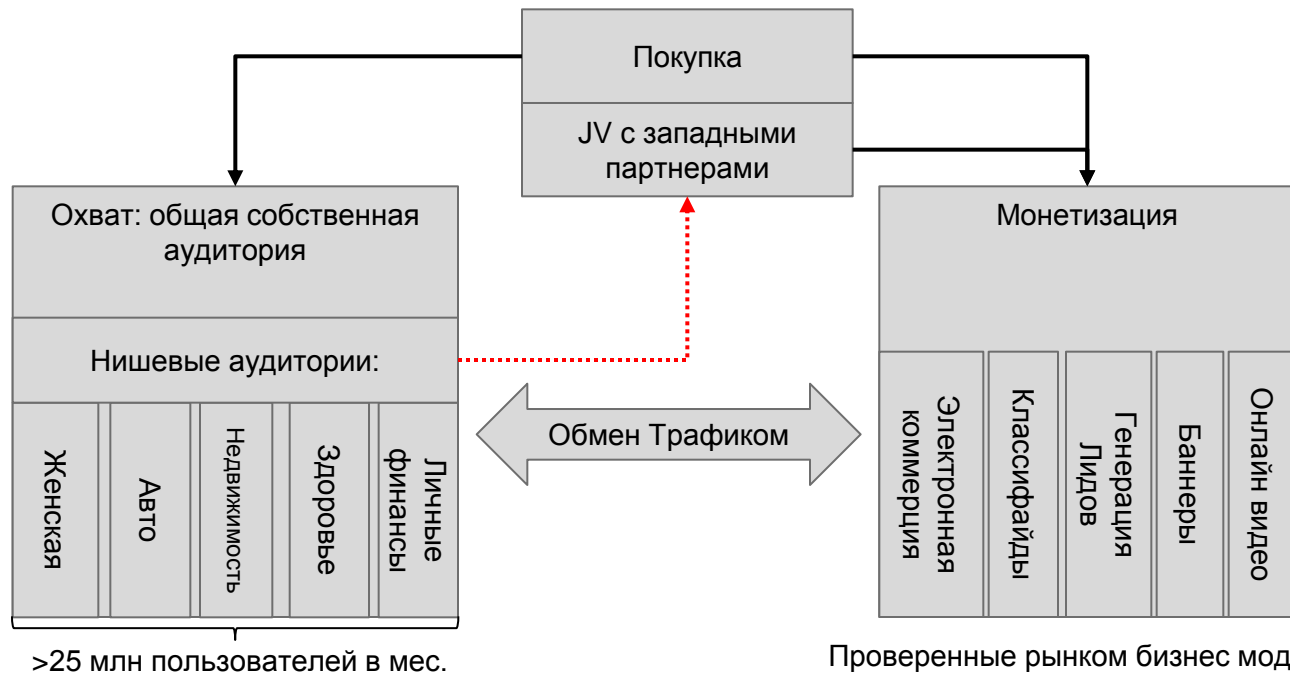 Покупка
JV с западными
партнерами
Охват: общая собственная
аудитория
Нишевые аудитории:
Женская
Авто
Недвижимость
Здоровье
Личные
финансы
>25 млн пользователей в мес.
Обмен Трафиком
Монетизация
Электронная
коммерция
Классифайды
Генерация
Лидов
Баннеры
Онлайн видео
Проверенные рынком бизнес мод